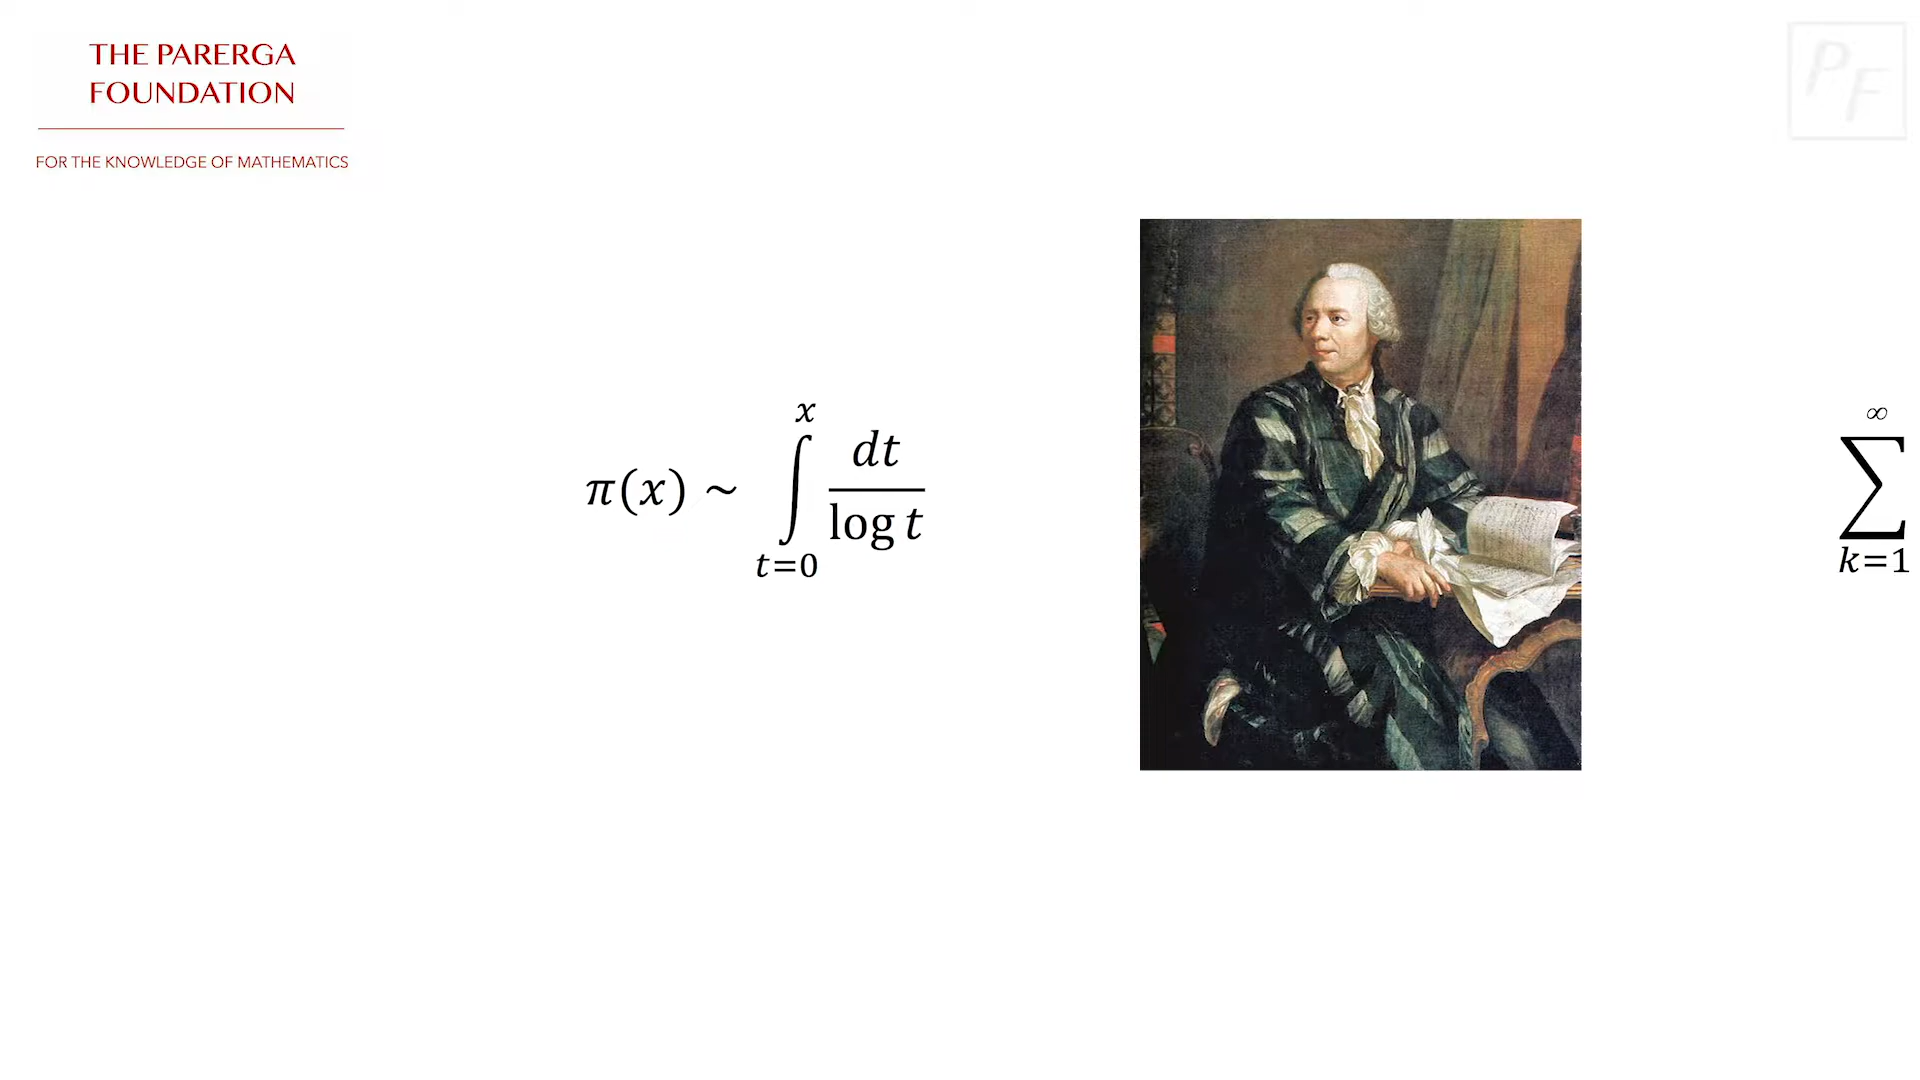 THE PARERGA
FOUNDATION
FOR THE KNOWLEDGE OF MATHEMATICS
PF
π(x) ~ ∫_{t=0}^{x} dt/log t
∑_{k=1}^{∞}